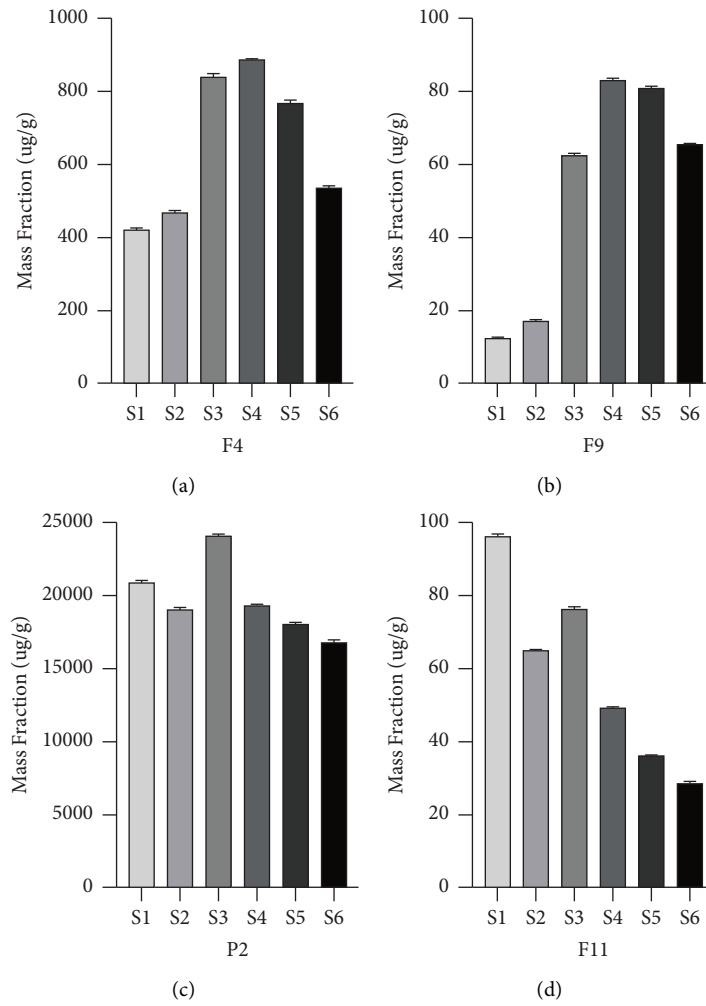 Mass Fraction (ug/g)
1000
800
600
400
200
0
S1 S2 S3 S4 S5 S6
F4
(a)
Mass Fraction (ug/g)
100
80
60
40
20
0
S1 S2 S3 S4 S5 S6
F9
(b)
Mass Fraction (ug/g)
25000
20000
15000
10000
5000
0
S1 S2 S3 S4 S5 S6
P2
(c)
Mass Fraction (ug/g)
100
80
60
40
20
0
S1 S2 S3 S4 S5 S6
F11
(d)